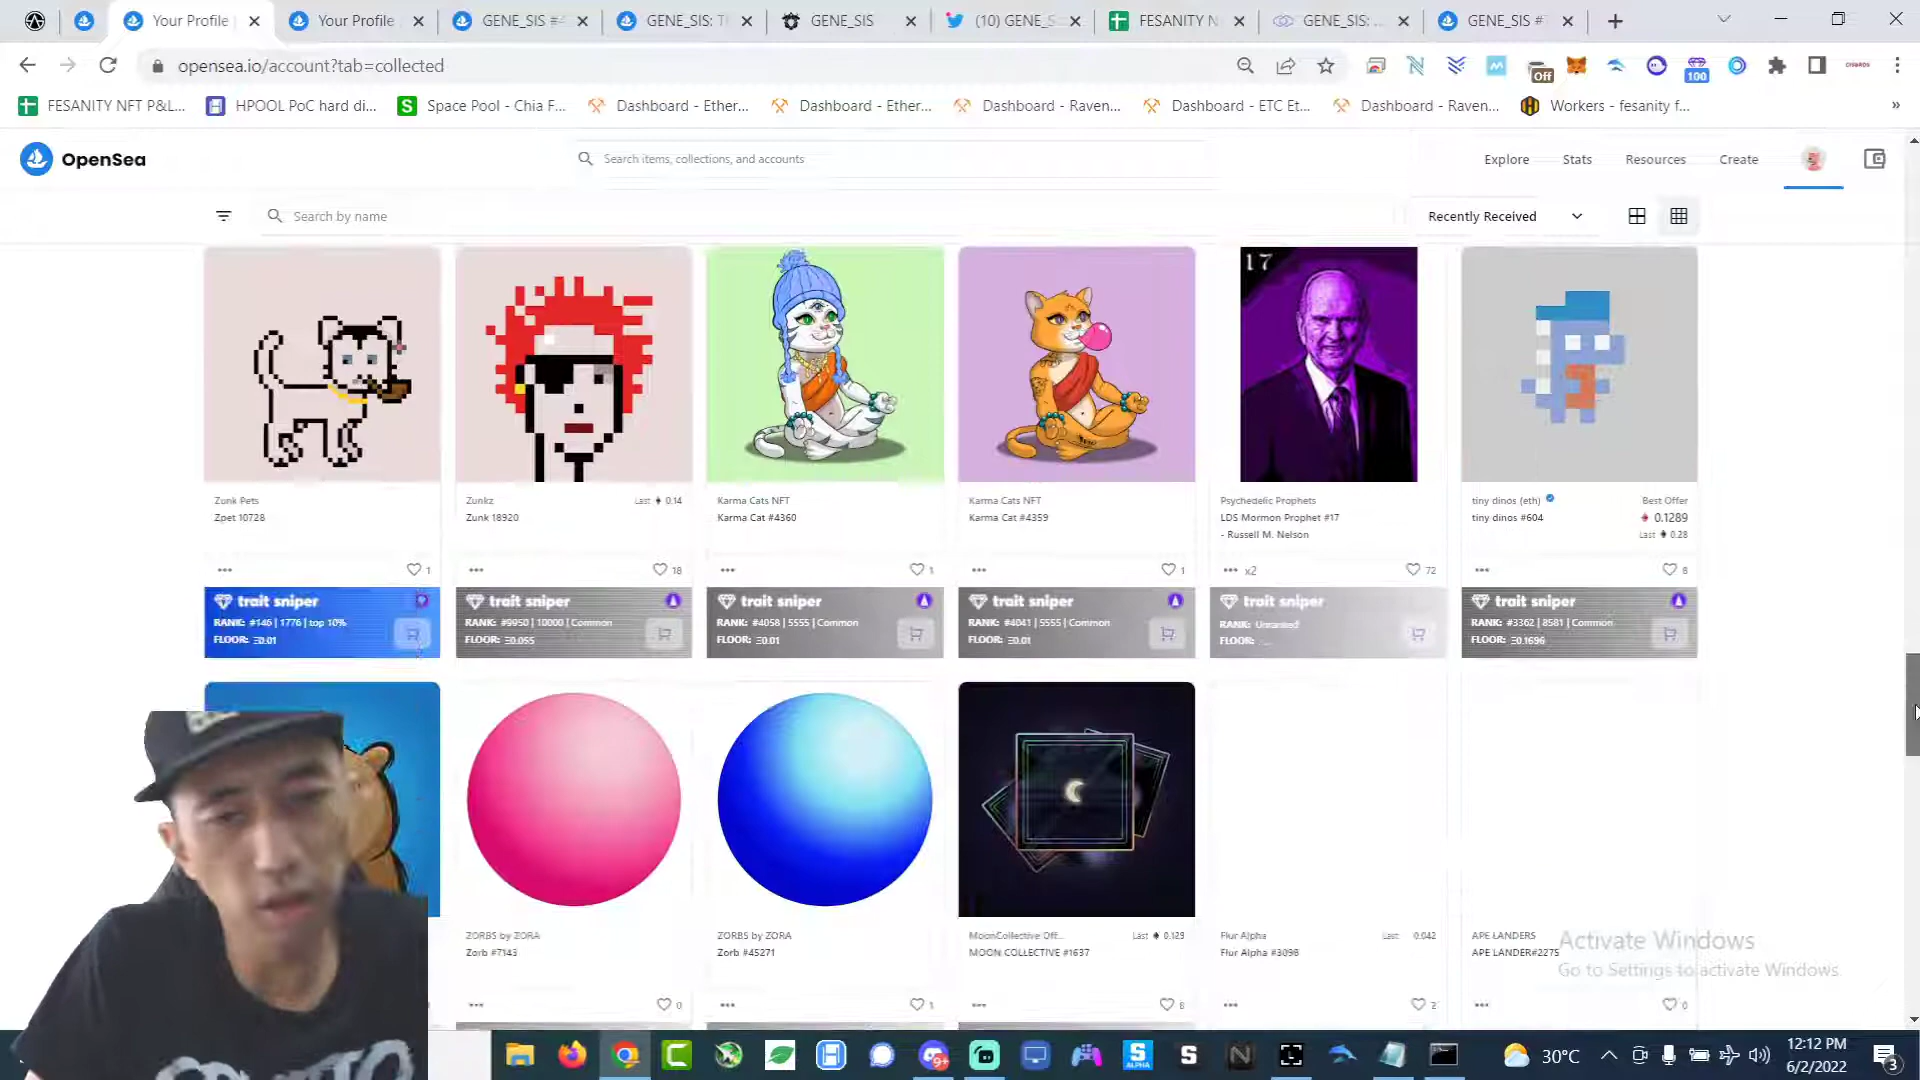 Your Profile
Your Profile
GENE_SIS #
GENE_SIS: T
GENE_SIS
(10) GENE_S
FESANITY N
GENE_SIS:
GENE_SIS #
opensea.io/account?tab=collected
Off
100
FESANITY NFT P&L...
HPOOL PoC hard di...
Space Pool - Chia F...
Dashboard - Ether...
Dashboard - Ether...
Dashboard - Raven...
Dashboard - ETC Et...
Dashboard - Raven...
Workers - fesanity f...
OpenSea
Search items, collections, and accounts
Explore
Stats
Resources
Create
Search by name
Recently Received
17
Zunk Pets
Zpet 10728
Zunkz
Last 0.14
Zunk 18920
Karma Cats NFT
Karma Cat #4360
Karma Cats NFT
Karma Cat #4359
Psychedelic Prophets
LDS Mormon Prophet #17
- Russell M. Nelson
tiny dinos (eth)
Best Offer
tiny dinos #604
0.1289
Last 0.28
1
18
1
1
x2
72
8
trait sniper
RANK: #146 | 1776 | top 10%
FLOOR: Ξ0.01
trait sniper
RANK: #9950 | 10000 | Common
FLOOR: Ξ0.055
trait sniper
RANK: #4058 | 5555 | Common
FLOOR: Ξ0.01
trait sniper
RANK: #4041 | 5555 | Common
FLOOR: Ξ0.01
trait sniper
RANK: Unranked
FLOOR: ...
trait sniper
RANK: #3362 | 8581 | Common
FLOOR: Ξ0.1696
ZORBS by ZORA
Zorb #7143
ZORBS by ZORA
Zorb #45271
MoonCollective Off...
Last 0.129
MOON COLLECTIVE #1637
Flur Alpha
Last 0.042
Flur Alpha #3098
APE LANDERS
APE LANDER#2275
0
1
8
2
0
Activate Windows
Go to Settings to activate Windows.
9+
ALPHA
30°C
12:12 PM
6/2/2022
3